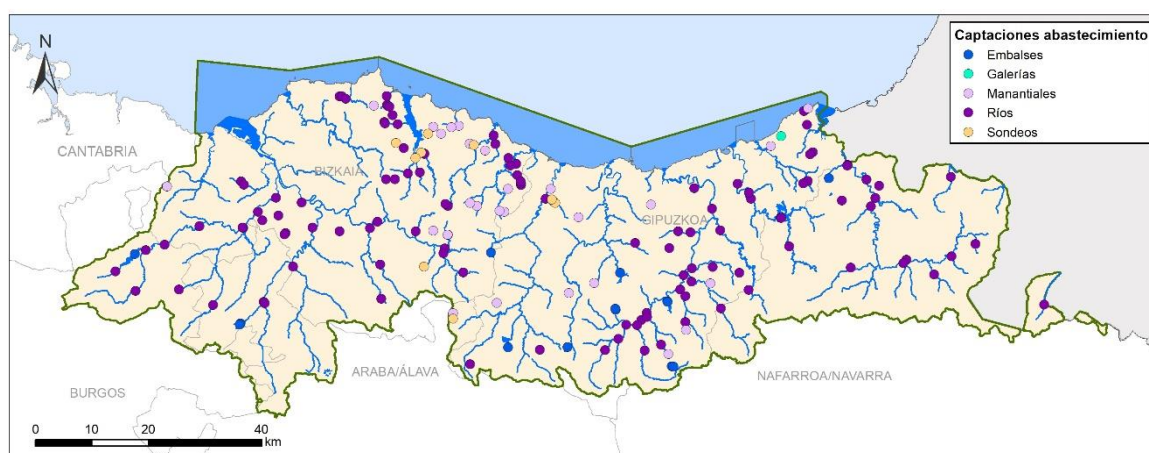 N
Captaciones abastecimiento
Embalses
Galerías
Manantiales
Ríos
Sondeos
CANTABRIA
BIZKAIA
GIPUZKOA
BURGOS
ARABA/ÁLAVA
NAFARROA/NAVARRA
0 10 20 40
km